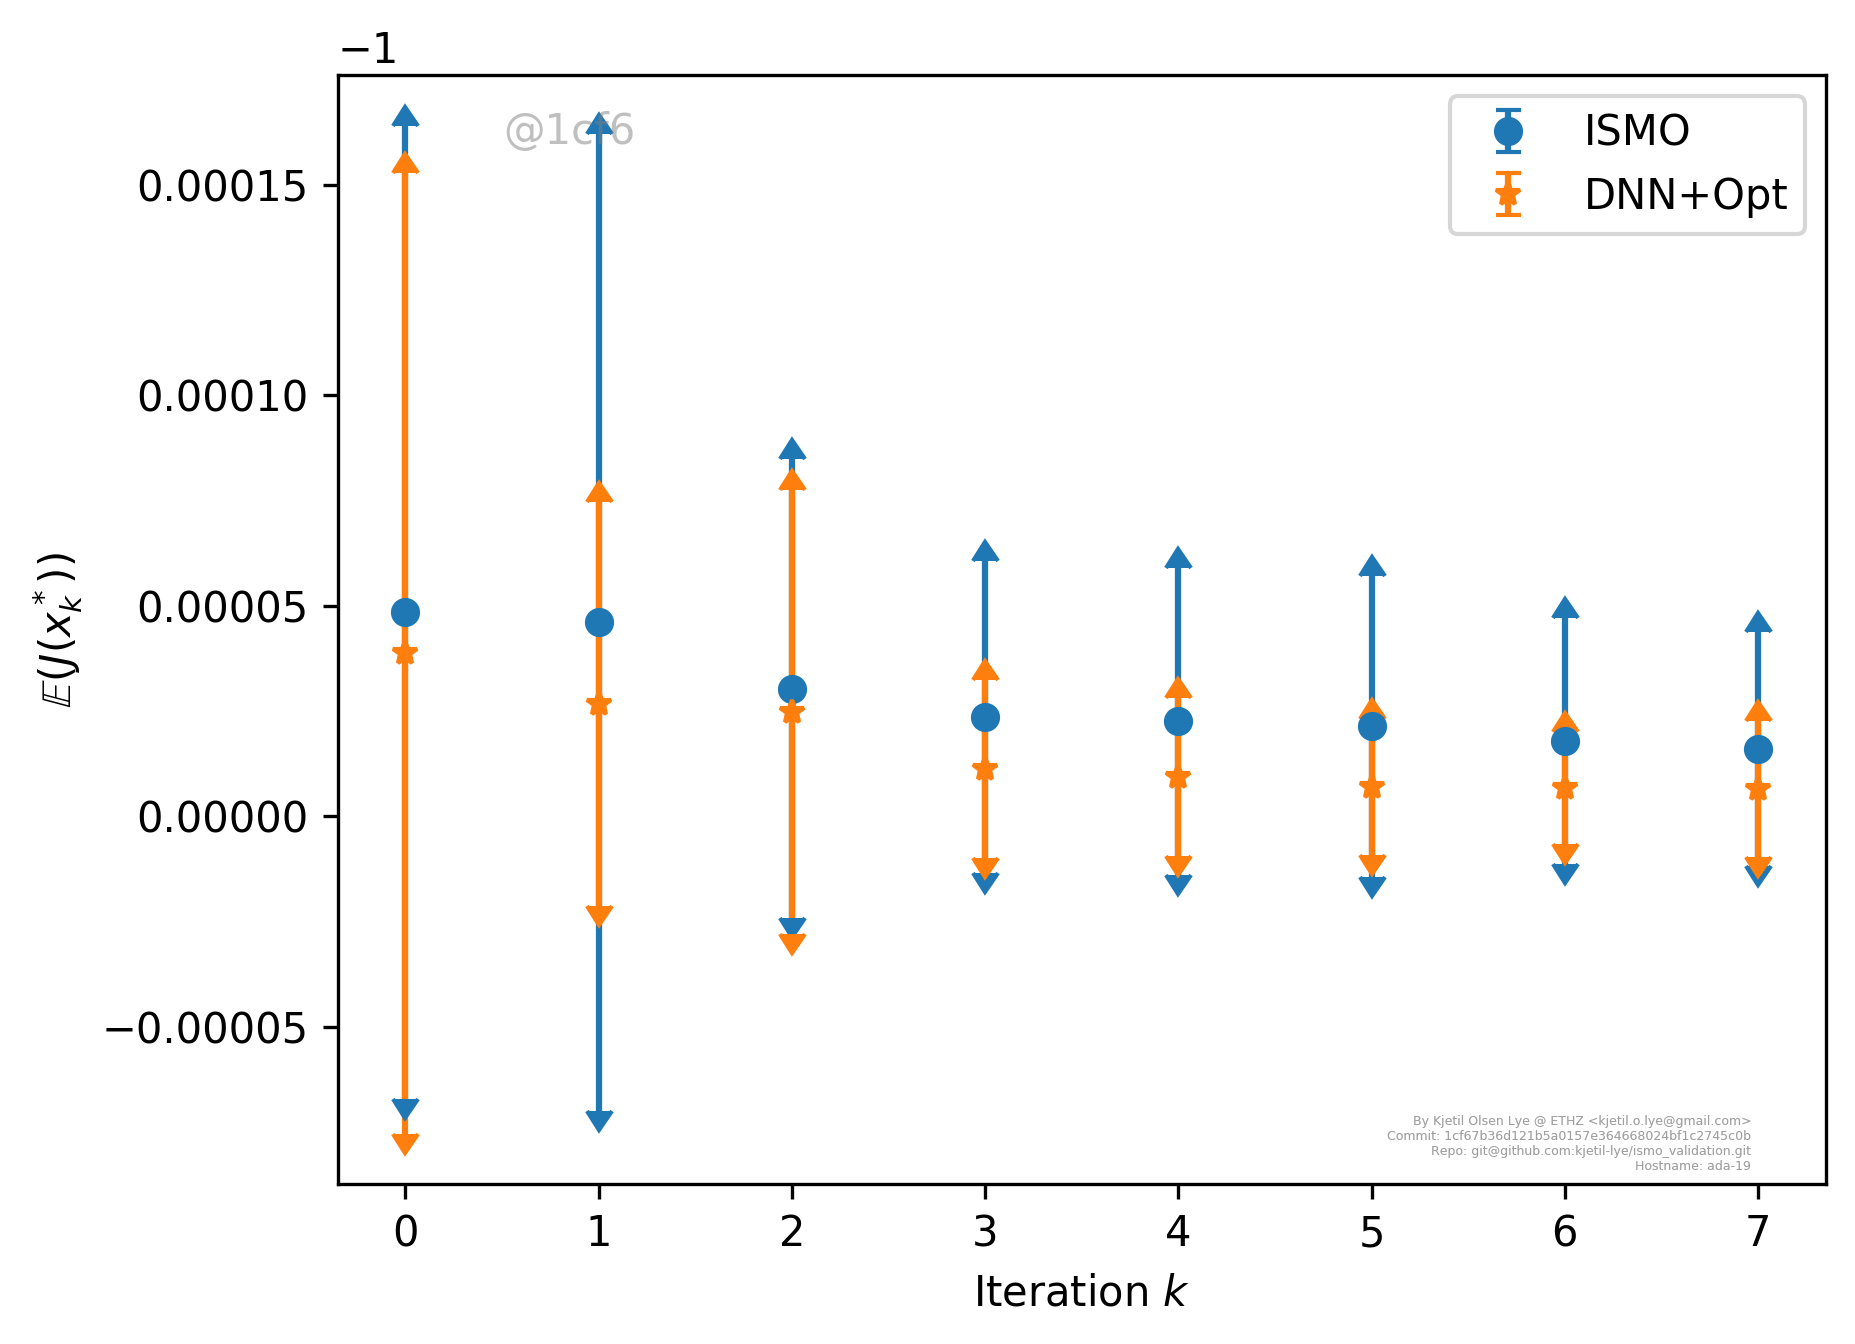 −1
@1cf6
ISMO
DNN+Opt
0.00015
0.00010
0.00005
0.00000
−0.00005
𝔼(J(x*k))
By Kjetil Olsen Lye @ ETHZ <kjetil.o.lye@gmail.com>
Commit: 1cf67b36d121b5a0157e364668024bf1c2745c0b
Repo: git@github.com:kjetil-lye/ismo_validation.git
Hostname: ada-19
0 1 2 3 4 5 6 7
Iteration k